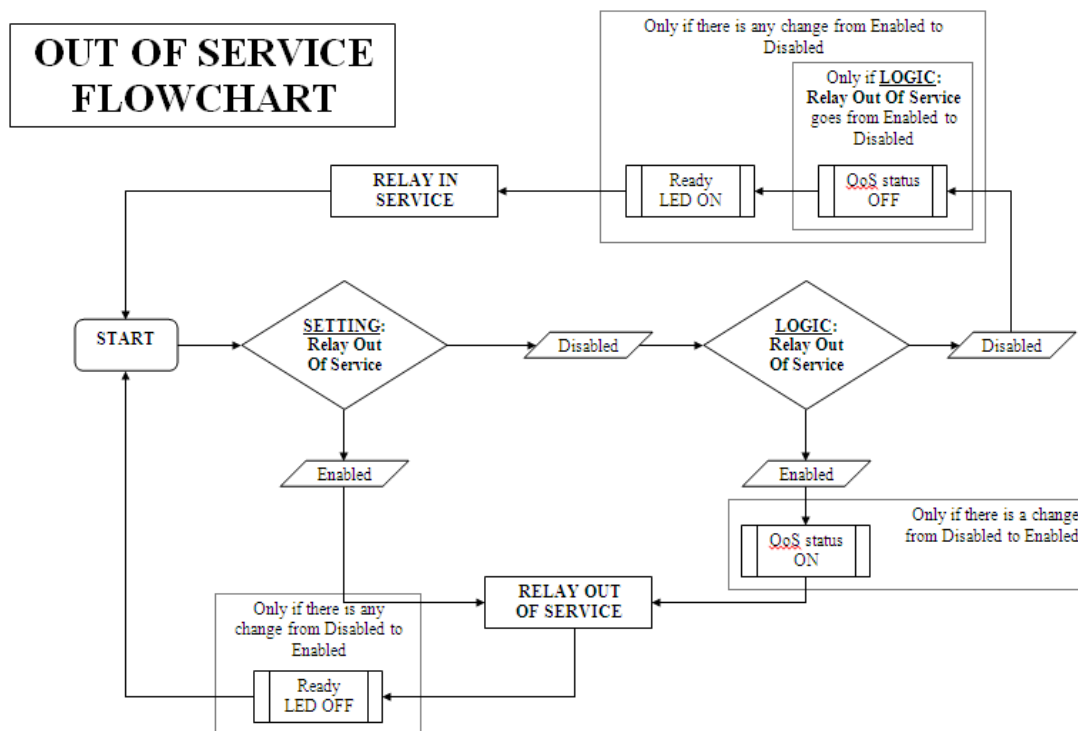 OUT OF SERVICE
FLOWCHART
Only if there is any change from Enabled to
Disabled
Only if LOGIC:
Relay Out Of Service
goes from Enabled to
Disabled
RELAY IN
SERVICE
Ready
LED ON
OoS status
OFF
START
SETTING:
Relay Out
Of Service
Disabled
LOGIC:
Relay Out
Of Service
Disabled
Enabled
Enabled
Only if there is a change
from Disabled to Enabled
OoS status
ON
RELAY OUT
OF SERVICE
Only if there is any
change from Disabled to
Enabled
Ready
LED OFF